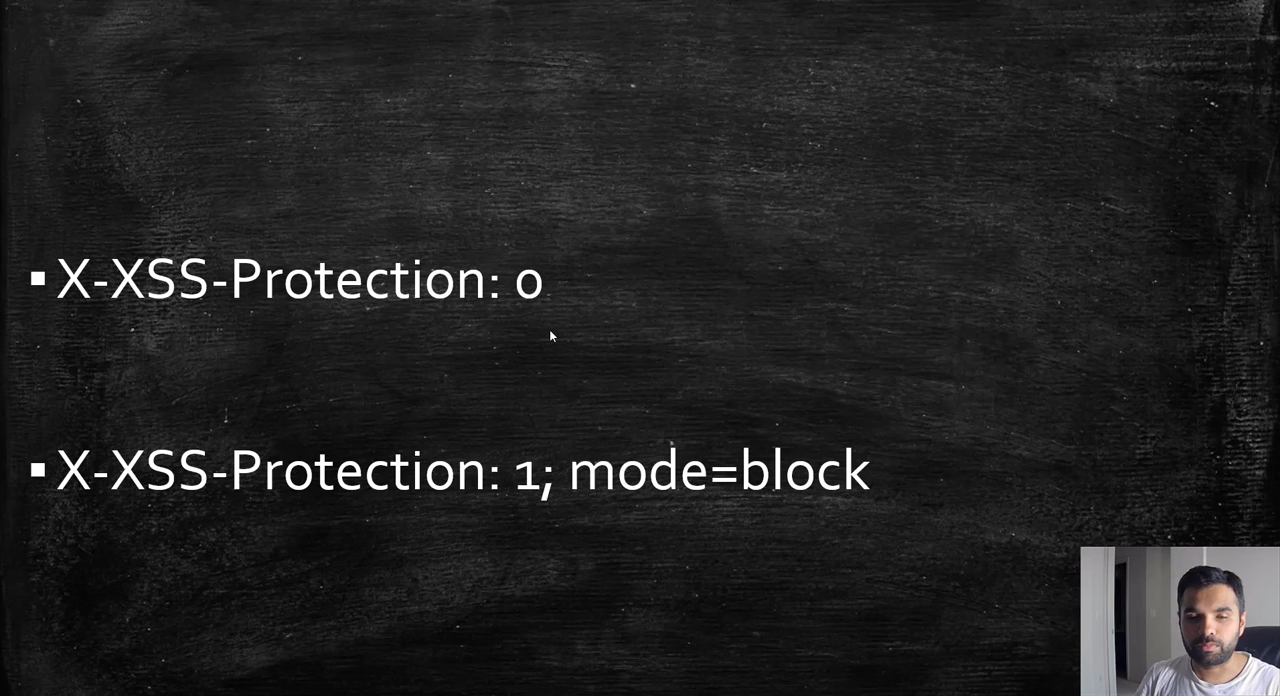 ▪ X-XSS-Protection: 0
▪ X-XSS-Protection: 1; mode=block